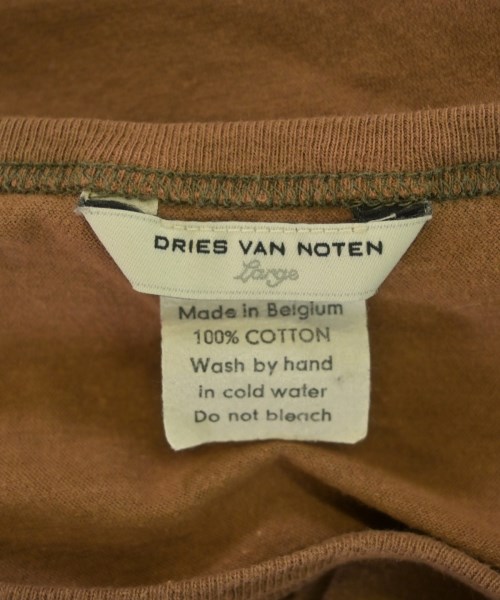 DRIES VAN NOTEN
Large
Made in Belgium
100% COTTON
Wash by hand
in cold water
Do not bleach